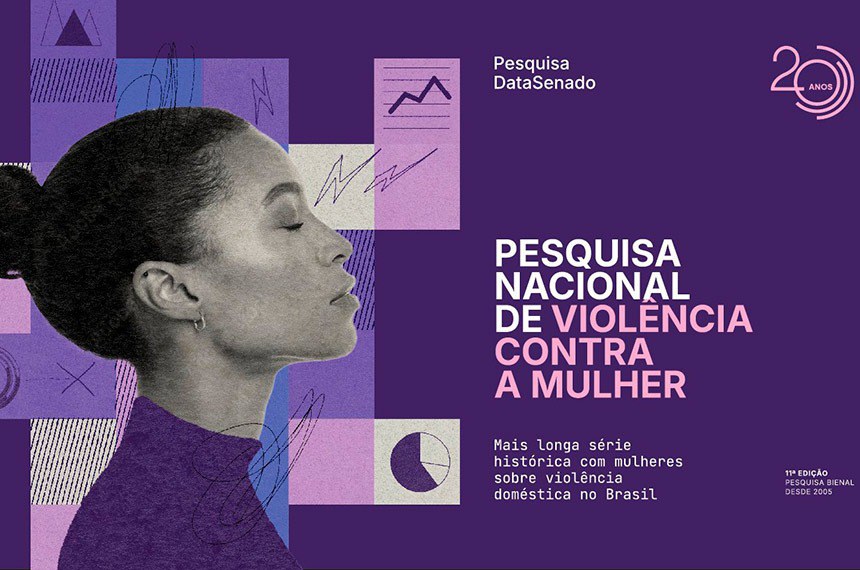 Pesquisa
DataSenado
20 ANOS
PESQUISA
NACIONAL
DE VIOLÊNCIA
CONTRA
A MULHER
Mais longa série
histórica com mulheres
sobre violência
doméstica no Brasil
11ª EDIÇÃO
PESQUISA BIENAL
DESDE 2005